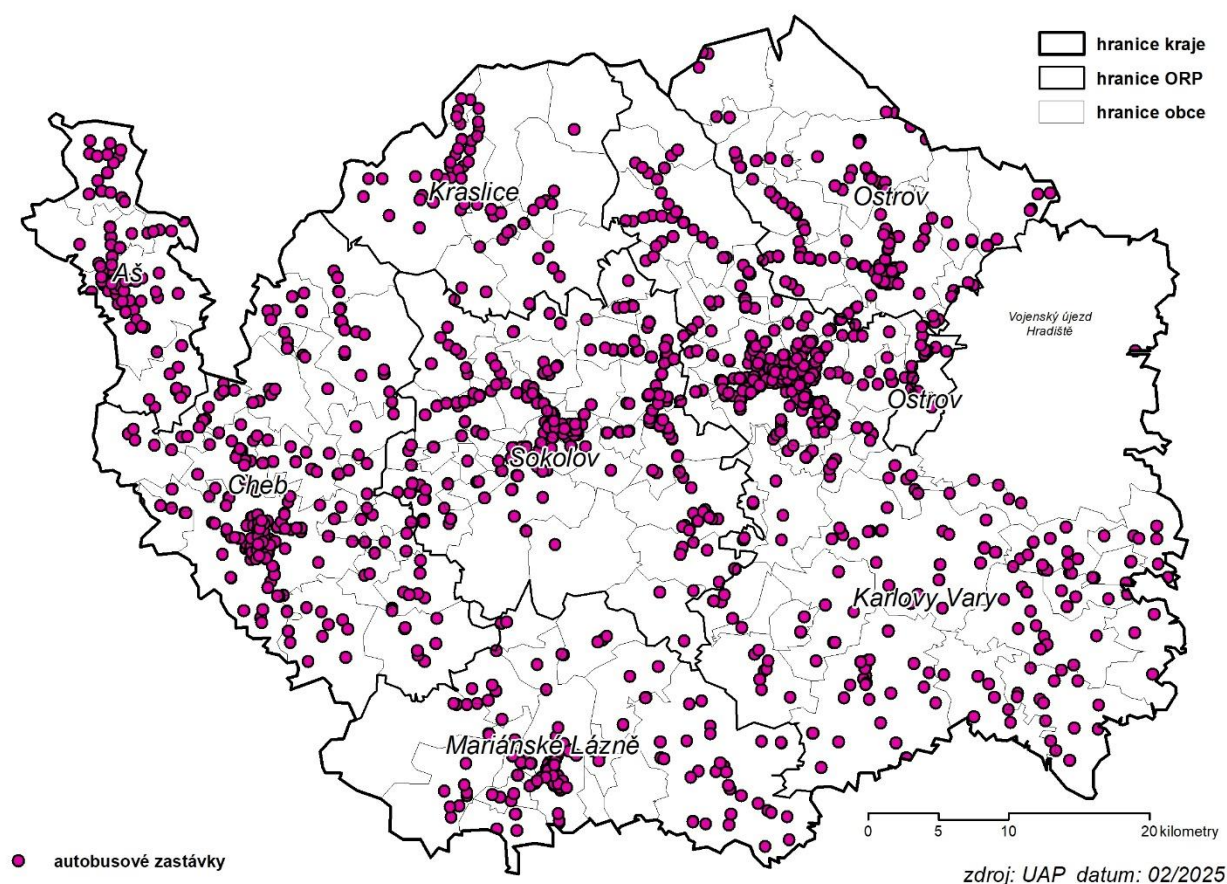 hranice kraje
hranice ORP
hranice obce
Kraslice
Ostrov
Aš
Vojenský újezd
Hradiště
Ostrov
Sokolov
Cheb
Karlovy Vary
Mariánské Lázně
0 5 10 20 kilometry
autobusové zastávky
zdroj: UAP datum: 02/2025